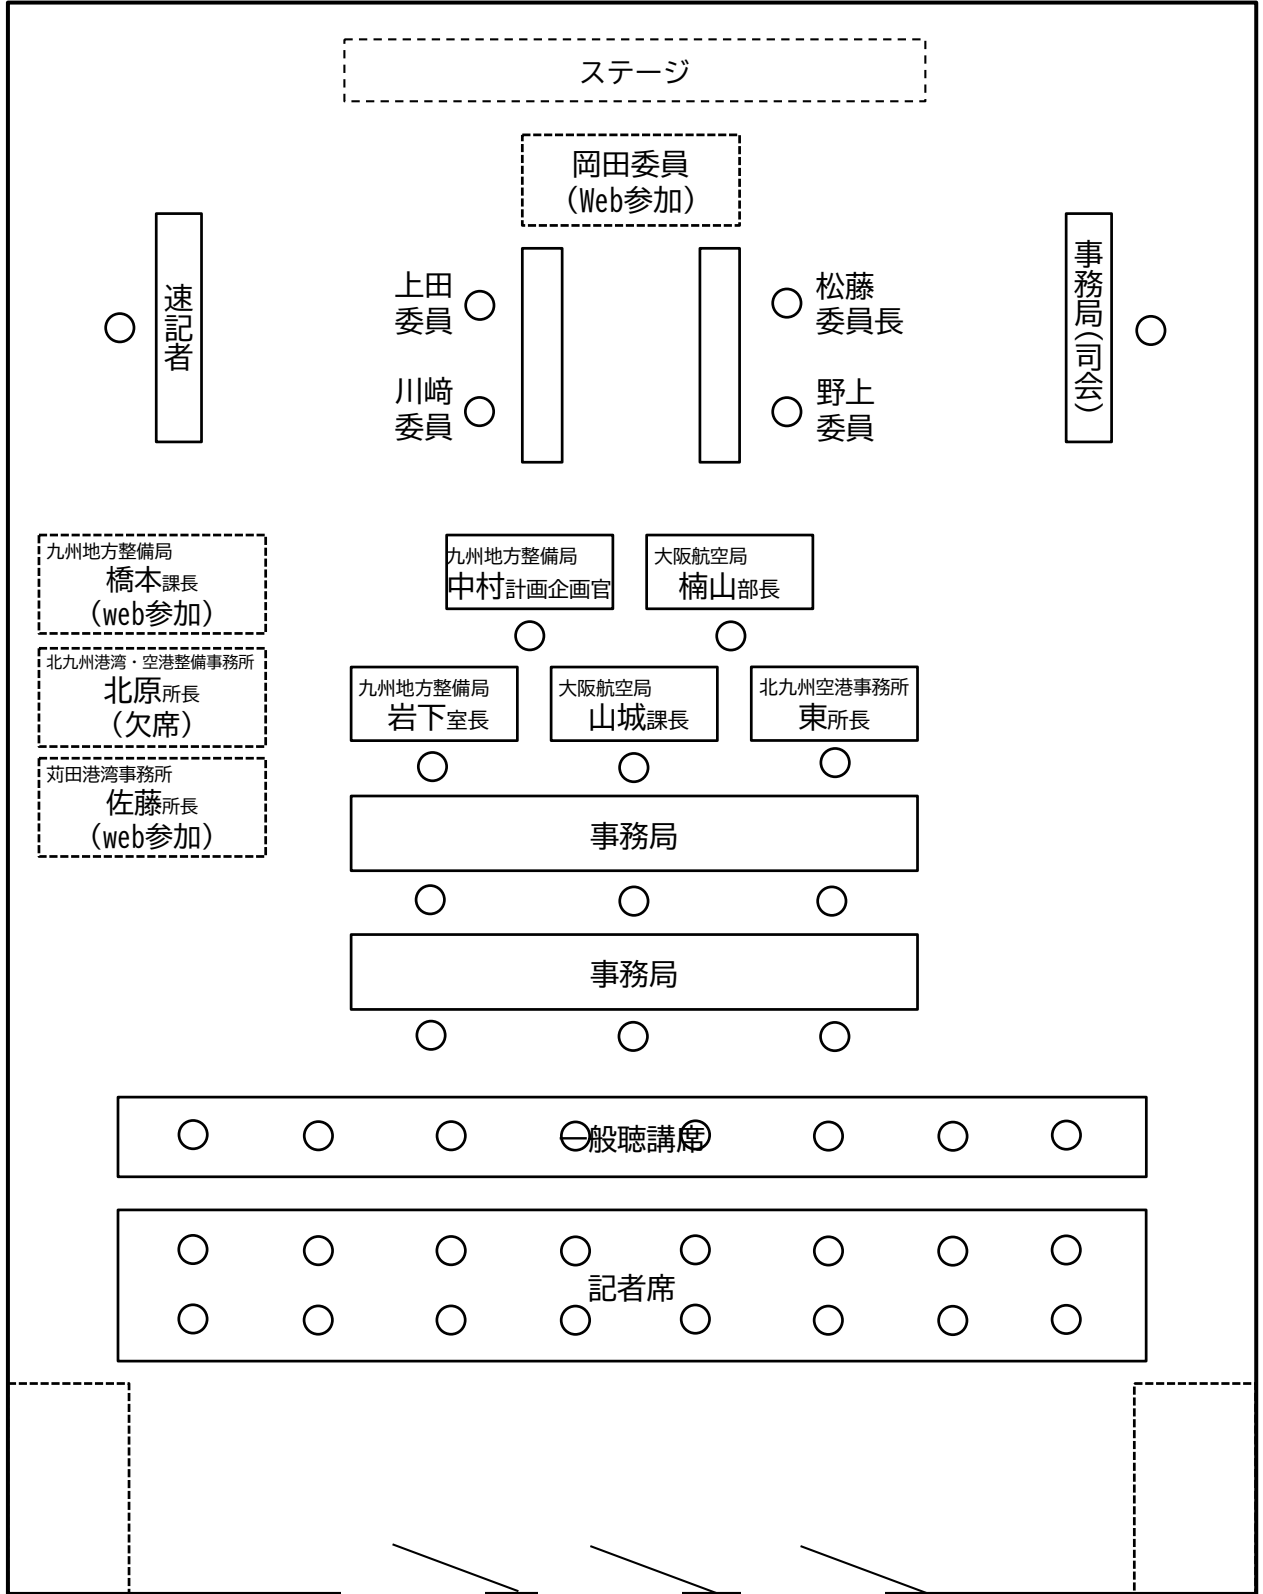 ステージ
岡田委員
（Web参加）
速記者
上田
委員
川﨑
委員
松藤
委員長
野上
委員
事務局（司会）
九州地方整備局
橋本課長
（web参加）
北九州港湾・空港整備事務所
北原所長
（欠席）
苅田港湾事務所
佐藤所長
（web参加）
九州地方整備局
中村計画企画官
大阪航空局
楠山部長
九州地方整備局
岩下室長
大阪航空局
山城課長
北九州空港事務所
東所長
事務局
事務局
一般聴講席
記者席